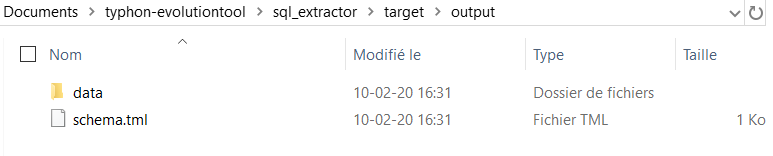 Documents > typhon-evolutiontool > sql_extractor > target > output
Nom Modifié le Type Taille
data 10-02-20 16:31 Dossier de fichiers
schema.tml 10-02-20 16:31 Fichier TML 1 Ko